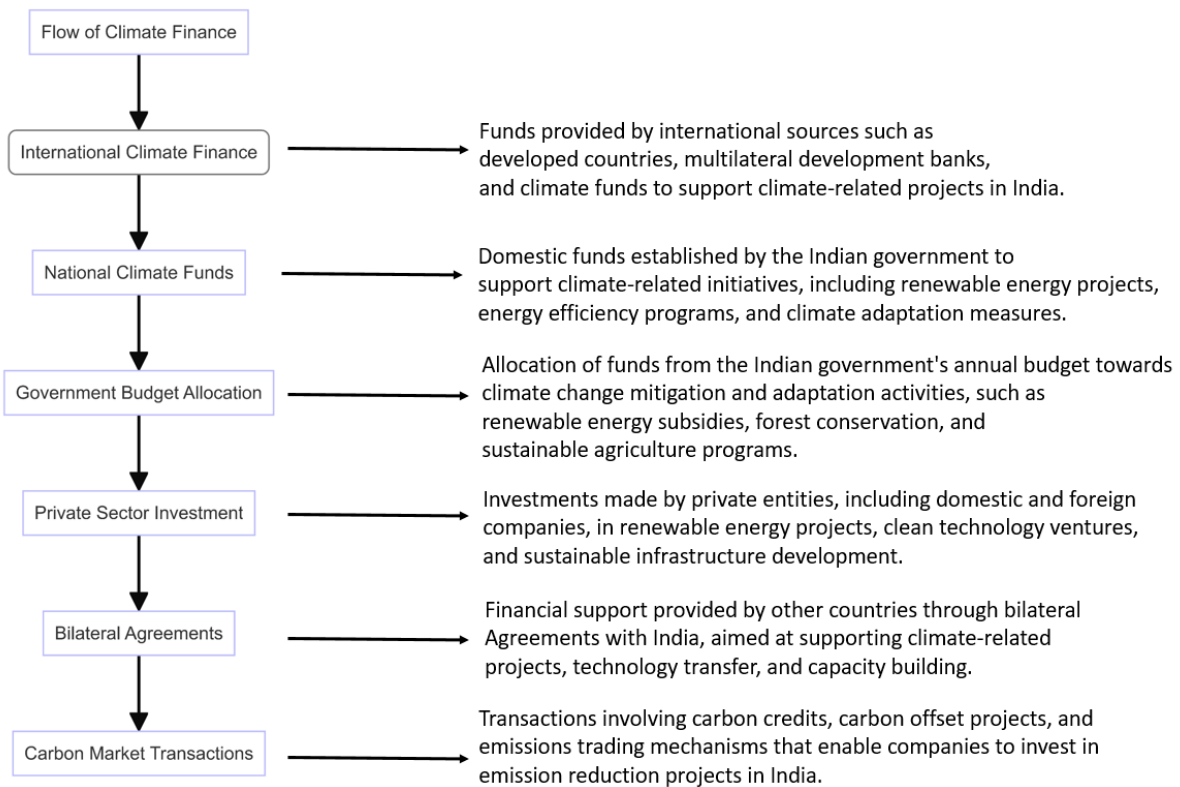 Flow of Climate Finance
International Climate Finance
Funds provided by international sources such as
developed countries, multilateral development banks,
and climate funds to support climate-related projects in India.
National Climate Funds
Domestic funds established by the Indian government to
support climate-related initiatives, including renewable energy projects,
energy efficiency programs, and climate adaptation measures.
Government Budget Allocation
Allocation of funds from the Indian government's annual budget towards
climate change mitigation and adaptation activities, such as
renewable energy subsidies, forest conservation, and
sustainable agriculture programs.
Private Sector Investment
Investments made by private entities, including domestic and foreign
companies, in renewable energy projects, clean technology ventures,
and sustainable infrastructure development.
Bilateral Agreements
Financial support provided by other countries through bilateral
Agreements with India, aimed at supporting climate-related
projects, technology transfer, and capacity building.
Carbon Market Transactions
Transactions involving carbon credits, carbon offset projects, and
emissions trading mechanisms that enable companies to invest in
emission reduction projects in India.